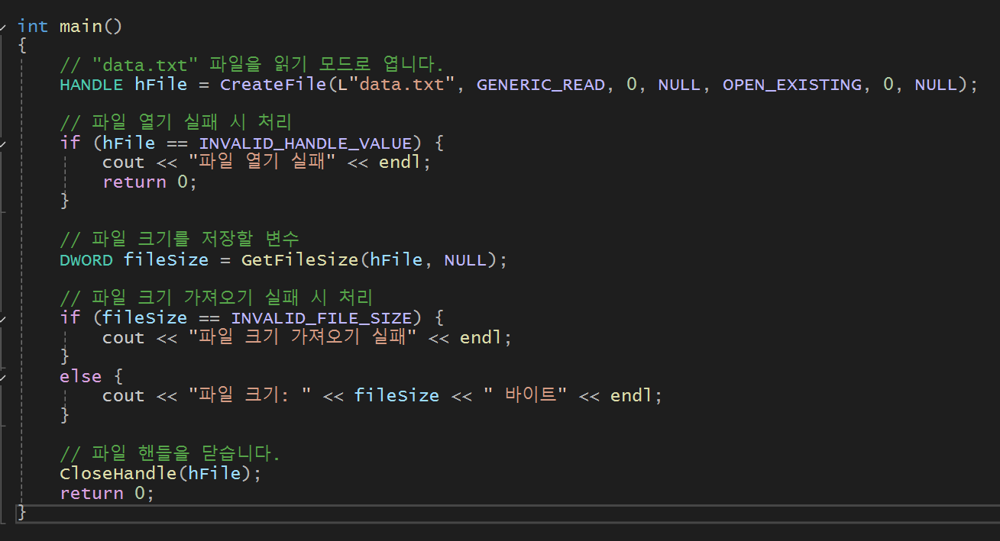 int main()
{
// "data.txt" 파일을 읽기 모드로 엽니다.
HANDLE hFile = CreateFile(L"data.txt", GENERIC_READ, 0, NULL, OPEN_EXISTING, 0, NULL);
// 파일 열기 실패 시 처리
if (hFile == INVALID_HANDLE_VALUE) {
cout << "파일 열기 실패" << endl;
return 0;
}
// 파일 크기를 저장할 변수
DWORD fileSize = GetFileSize(hFile, NULL);
// 파일 크기 가져오기 실패 시 처리
if (fileSize == INVALID_FILE_SIZE) {
cout << "파일 크기 가져오기 실패" << endl;
}
else {
cout << "파일 크기: " << fileSize << " 바이트" << endl;
}
// 파일 핸들을 닫습니다.
CloseHandle(hFile);
return 0;
}